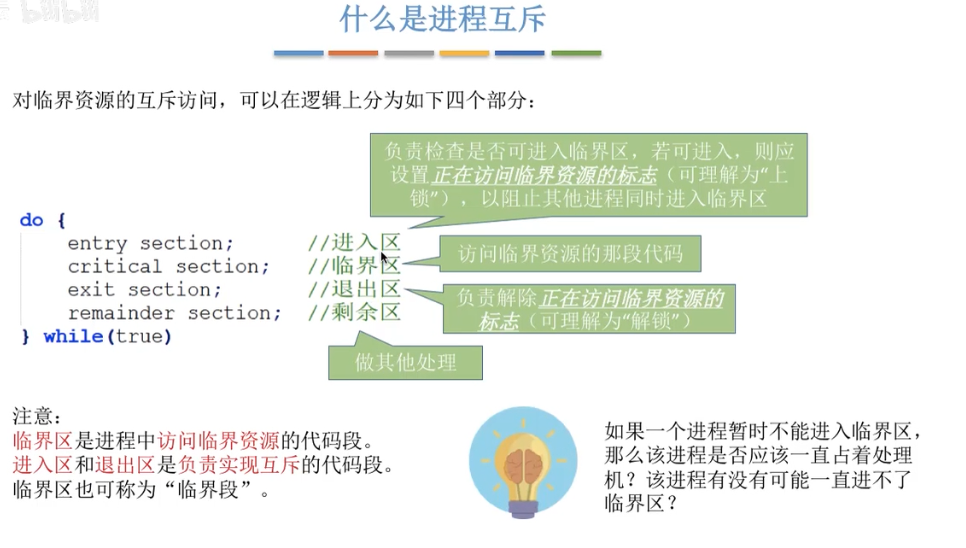 bilibili
什么是进程互斥
对临界资源的互斥访问，可以在逻辑上分为如下四个部分：
负责检查是否可进入临界区，若可进入，则应
设置正在访问临界资源的标志（可理解为“上
锁”），以阻止其他进程同时进入临界区
do {
entry section; //进入区
critical section; //临界区
exit section; //退出区
remainder section; //剩余区
} while(true)
访问临界资源的那段代码
负责解除正在访问临界资源的
标志（可理解为“解锁”）
做其他处理
注意：
临界区是进程中访问临界资源的代码段。
进入区和退出区是负责实现互斥的代码段。
临界区也可称为“临界段”。
如果一个进程暂时不能进入临界区，
那么该进程是否应该一直占着处理
机？该进程有没有可能一直进不了
临界区？